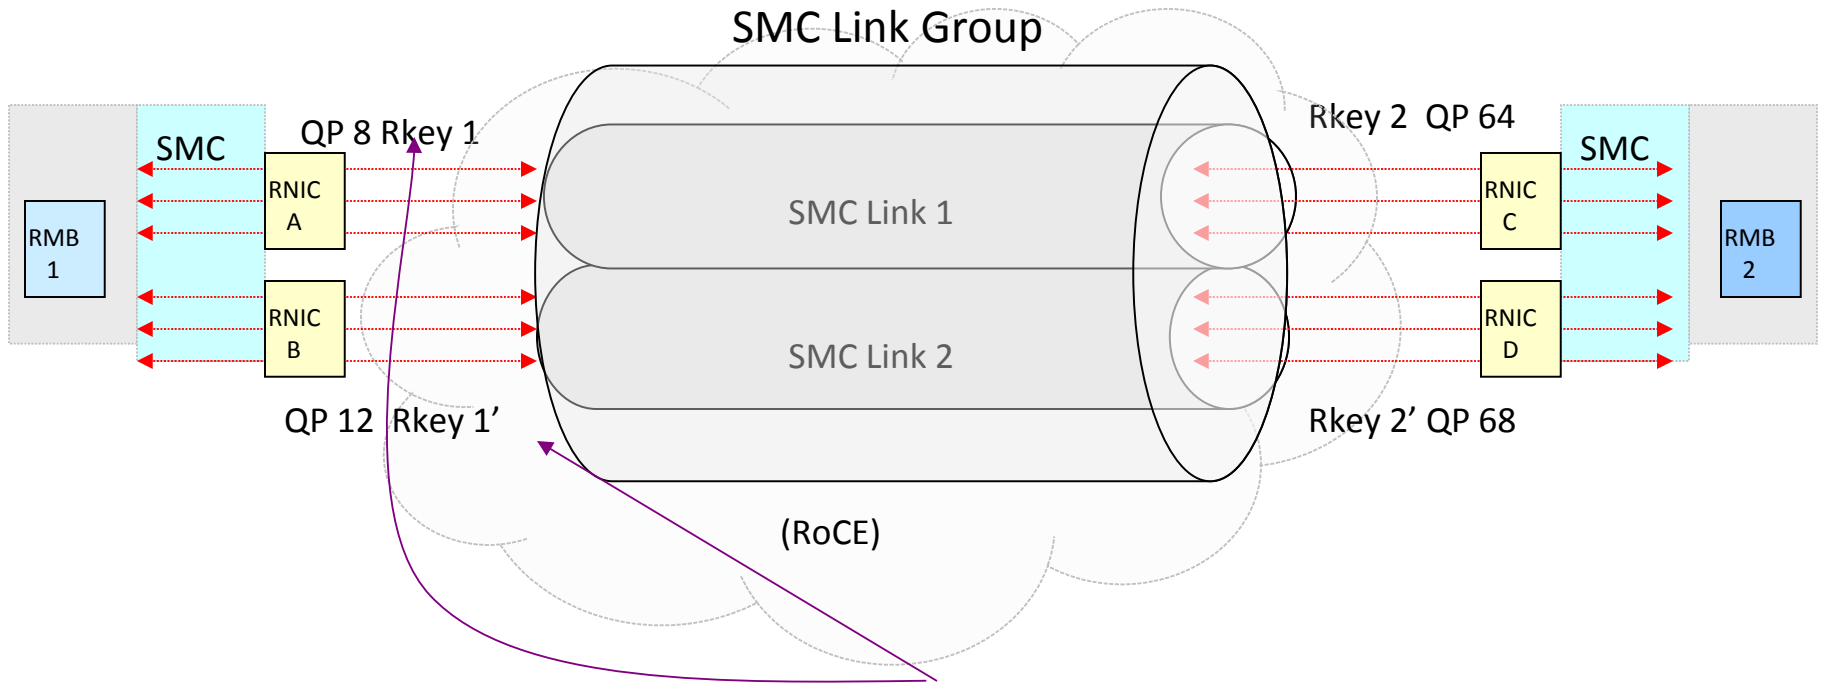 SMC Link Group
QP 8 Rkey 1
Rkey 2 QP 64
SMC
SMC
RNIC
A
RNIC
C
SMC Link 1
RMB
1
RMB
2
RNIC
B
RNIC
D
SMC Link 2
QP 12 Rkey 1’
Rkey 2’ QP 68
(RoCE)